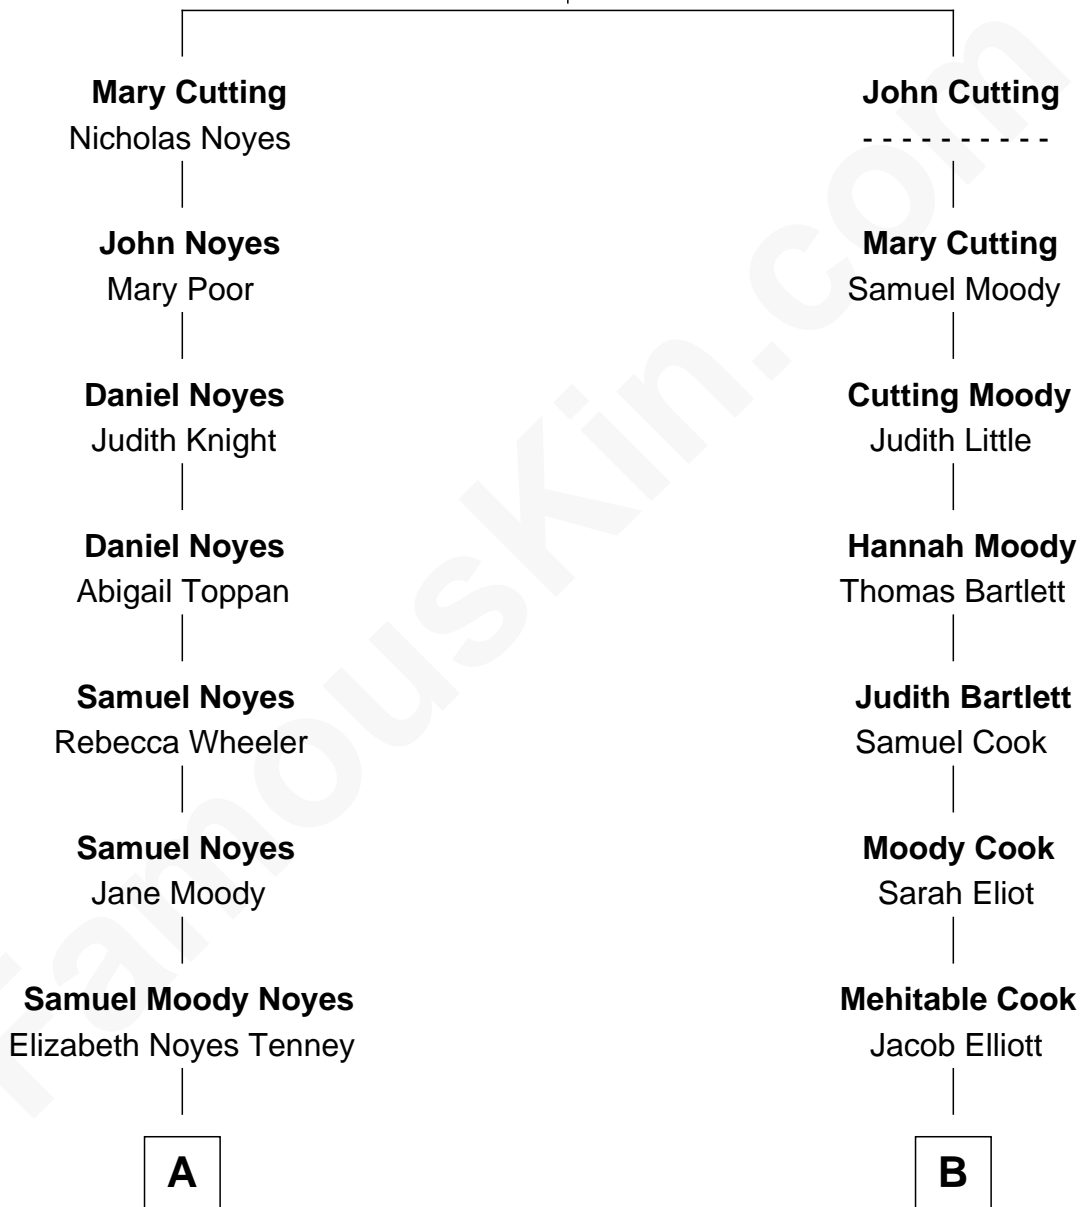 Mary Cutting
Nicholas Noyes
John Cutting
- - - - - - - - - -
John Noyes
Mary Poor
Mary Cutting
Samuel Moody
Daniel Noyes
Judith Knight
Cutting Moody
Judith Little
Daniel Noyes
Abigail Toppan
Hannah Moody
Thomas Bartlett
Samuel Noyes
Rebecca Wheeler
Judith Bartlett
Samuel Cook
Samuel Noyes
Jane Moody
Moody Cook
Sarah Eliot
Samuel Moody Noyes
Elizabeth Noyes Tenney
Mehitable Cook
Jacob Elliott
A
B
FamousKin.com